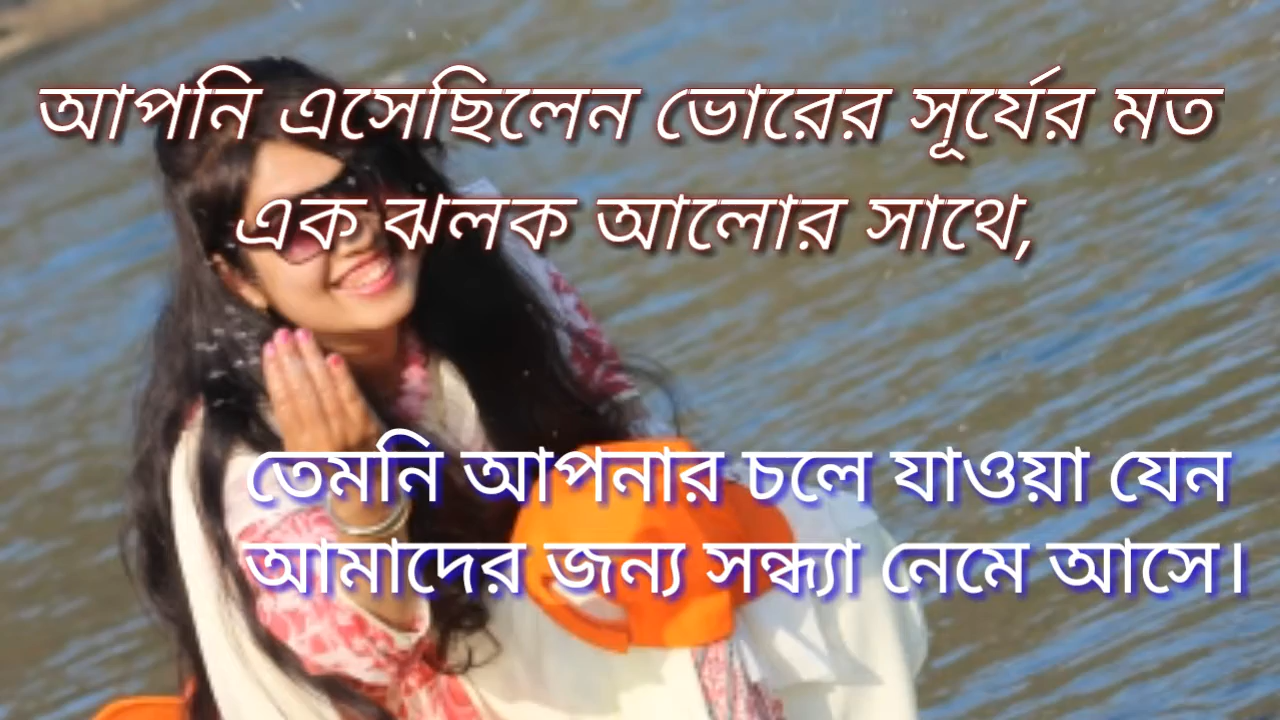 আপনি এসেছিলেন ভোরের সূর্যের মত
এক ঝলক আলোর সাথে,
তেমনি আপনার চলে যাওয়া যেন
আমাদের জন্য সন্ধ্যা নেমে আসে।